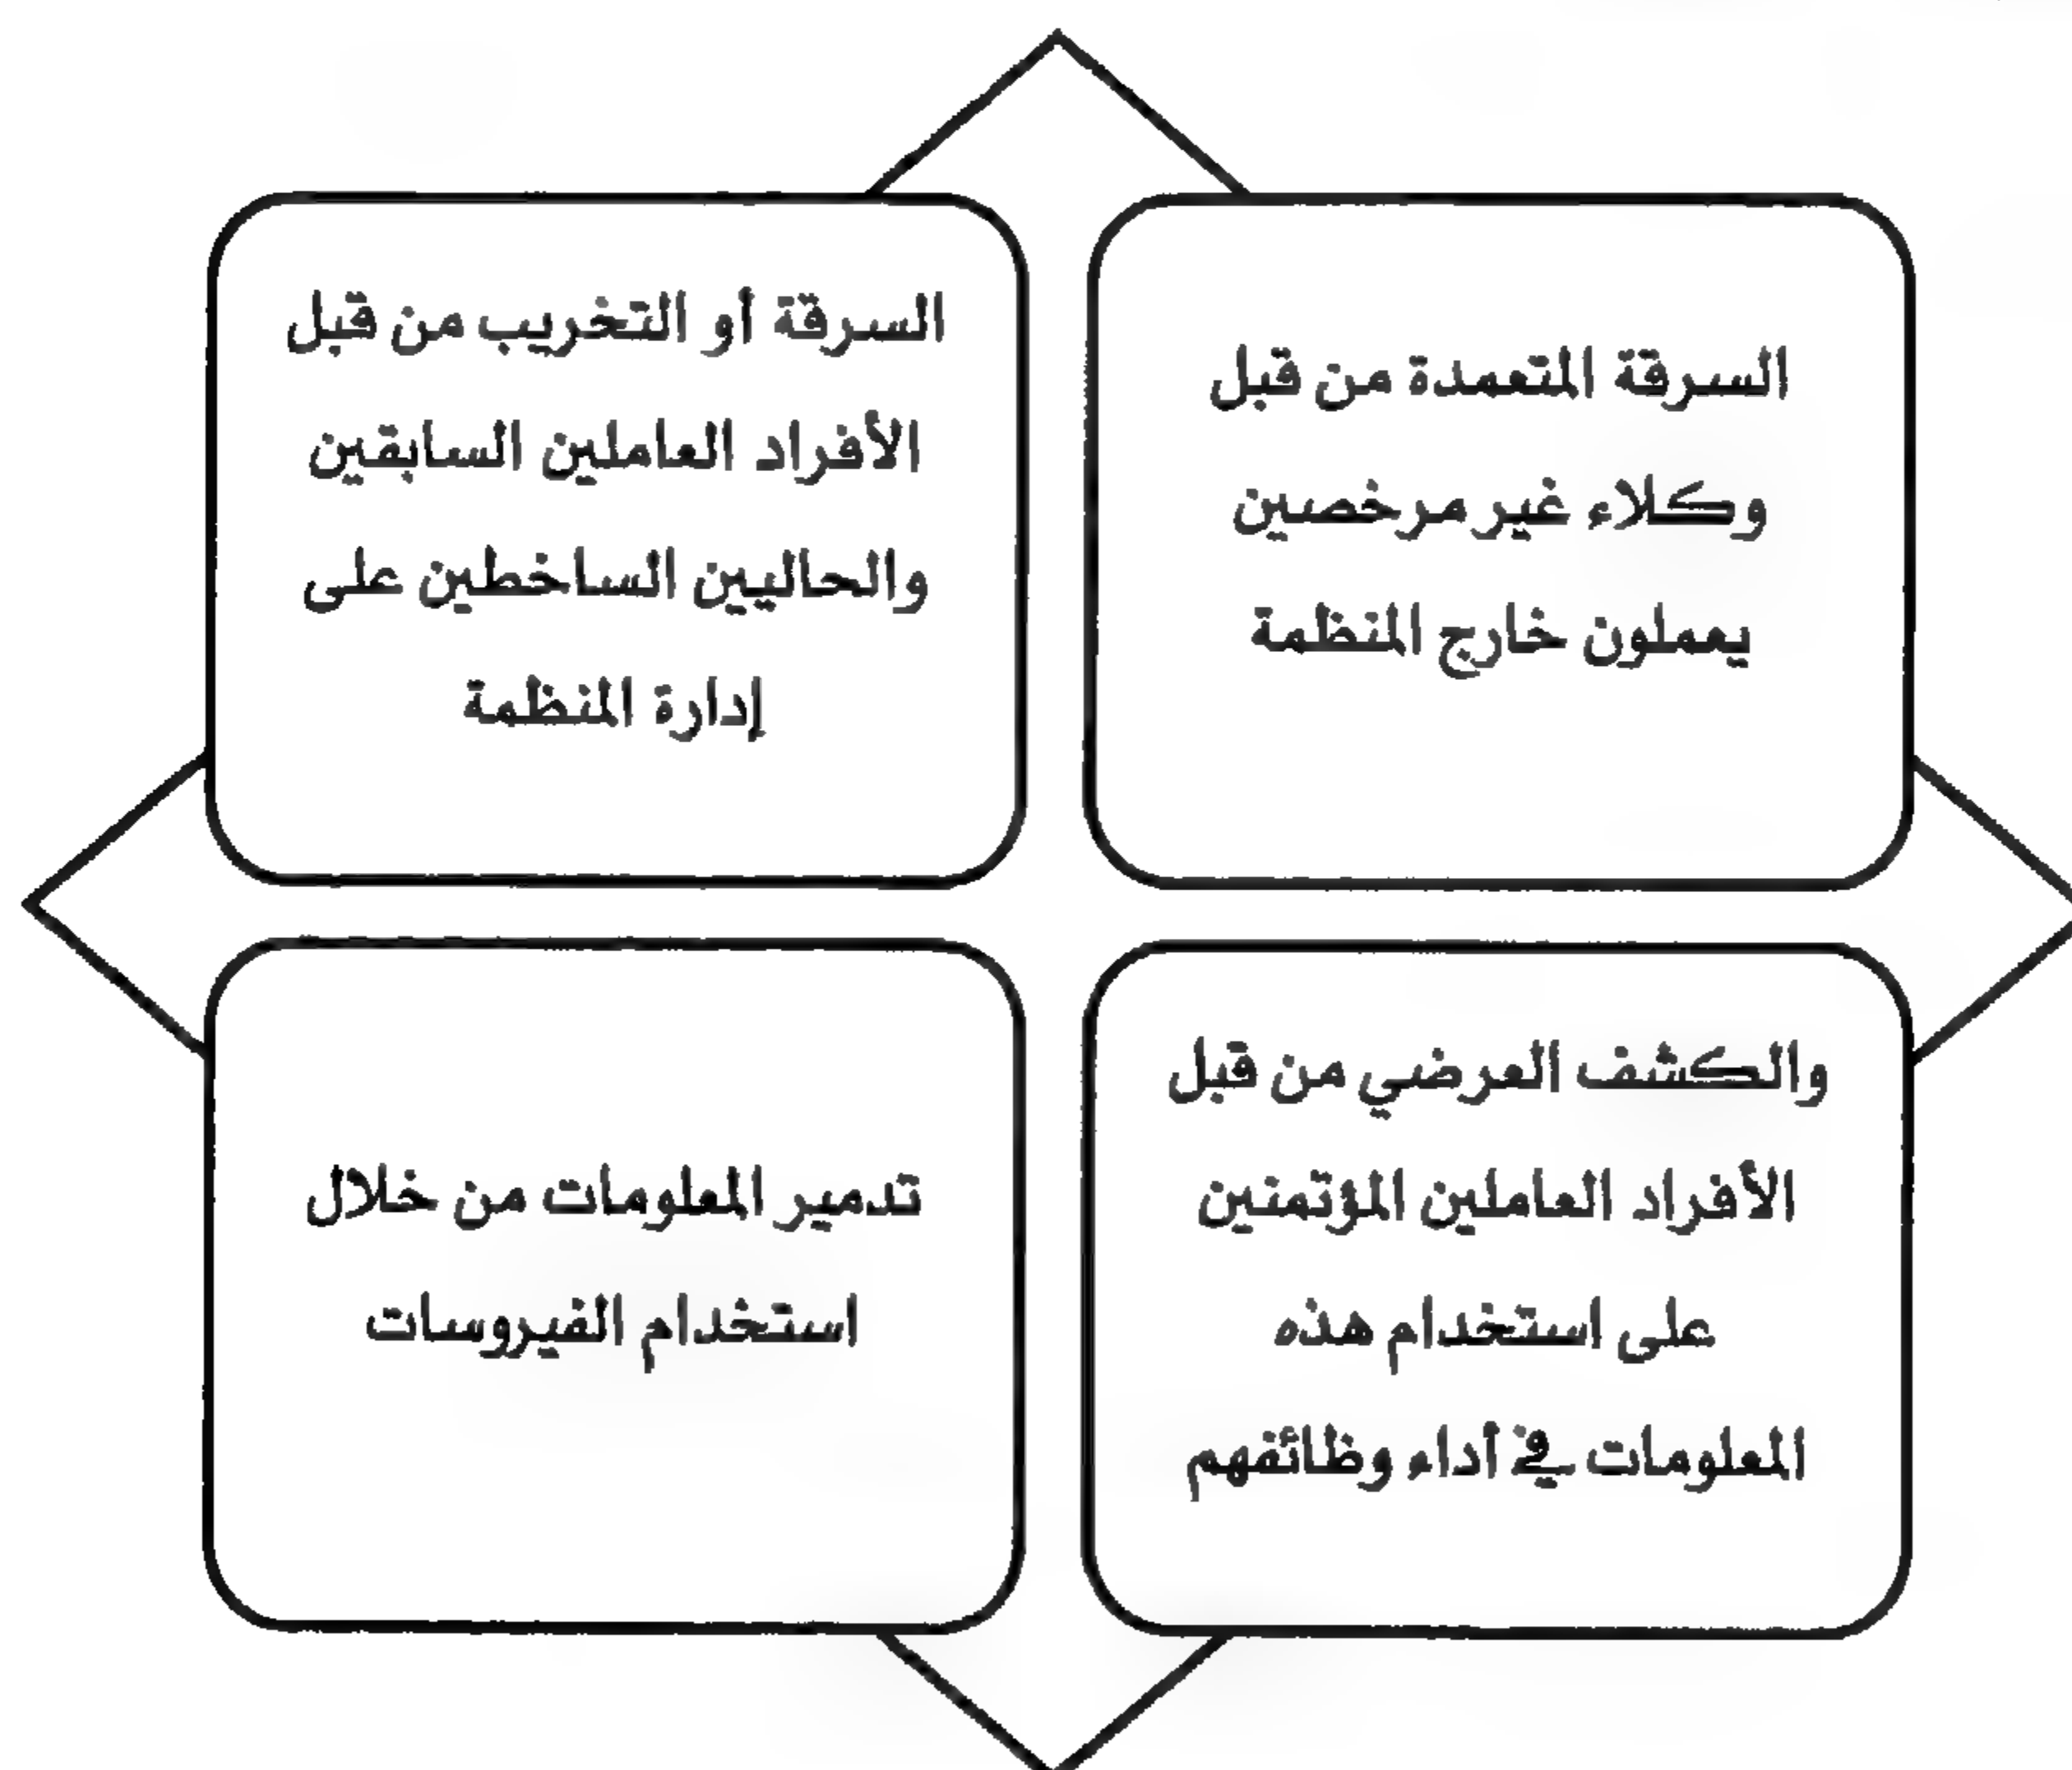 السرقة المتعمدة من قبل
وكلاء غير مرخصين
يعملون خارج المنظمة
السرقة أو التخريب من قبل
الأفراد العاملين السابقين
والحاليين الساخطين على
إدارة المنظمة
والكشف العرضي من قبل
الأفراد العاملين المؤتمنين
على استخدام هذه
المعلومات في أداء وظائفهم
تدمير المعلومات من خلال
استخدام الفيروسات